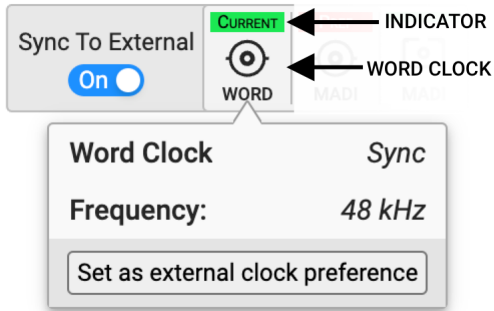 CURRENT
INDICATOR
Sync To External
On
WORD CLOCK
WORD
MADI
Word Clock
Sync
Frequency:
48 kHz
Set as external clock preference